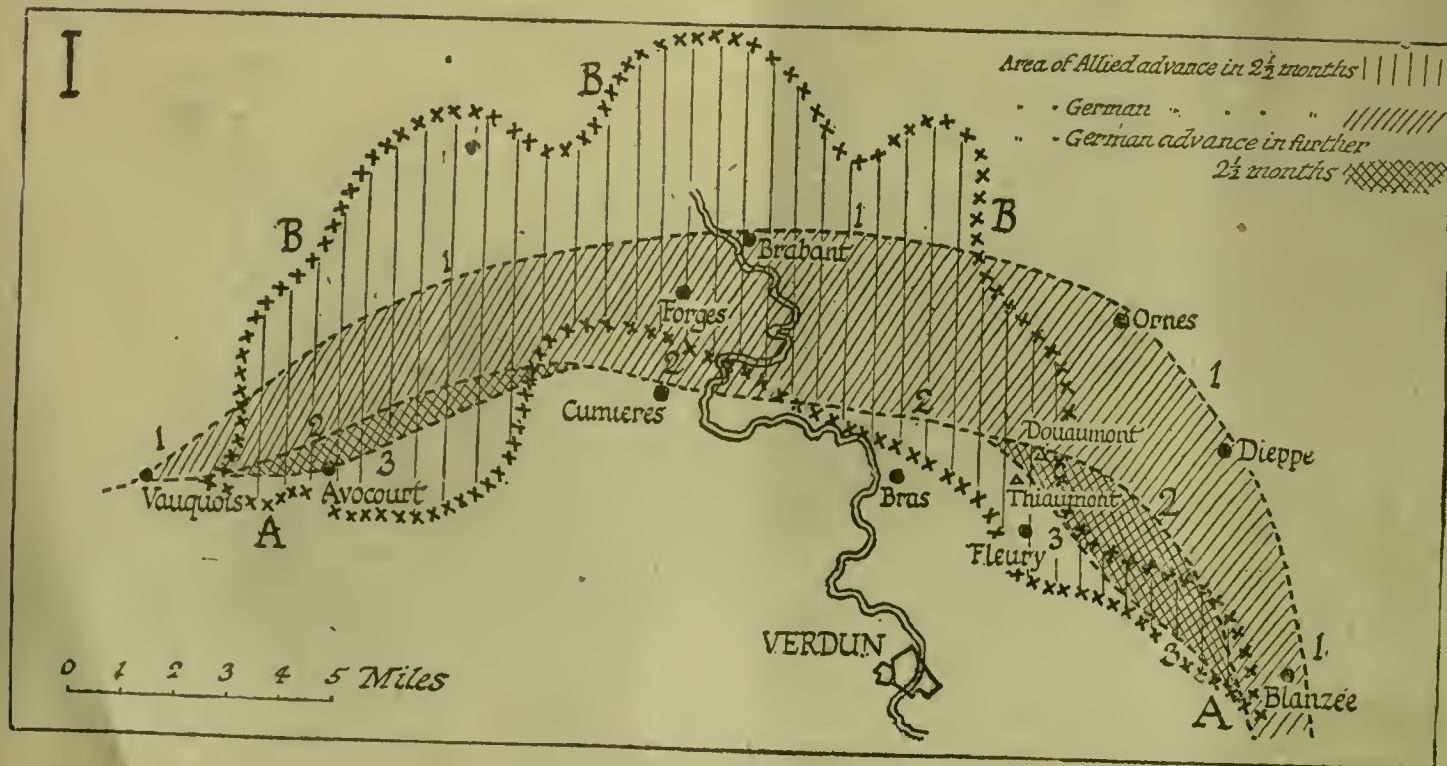 I
Area of Allied advance in 2½ months
" " German " " " "
" " German advance in further
2½ months
B
B
B
1
1
1
Brabant
Forges
Ornes
2
2
Cumieres
1
2
3
Vauquois
Avocourt
A
Douaumont
Dieppe
Bras
Thiaumont
2
Fleury
3
1
VERDUN
3
1
Blanzée
A
0 1 2 3 4 5 Miles